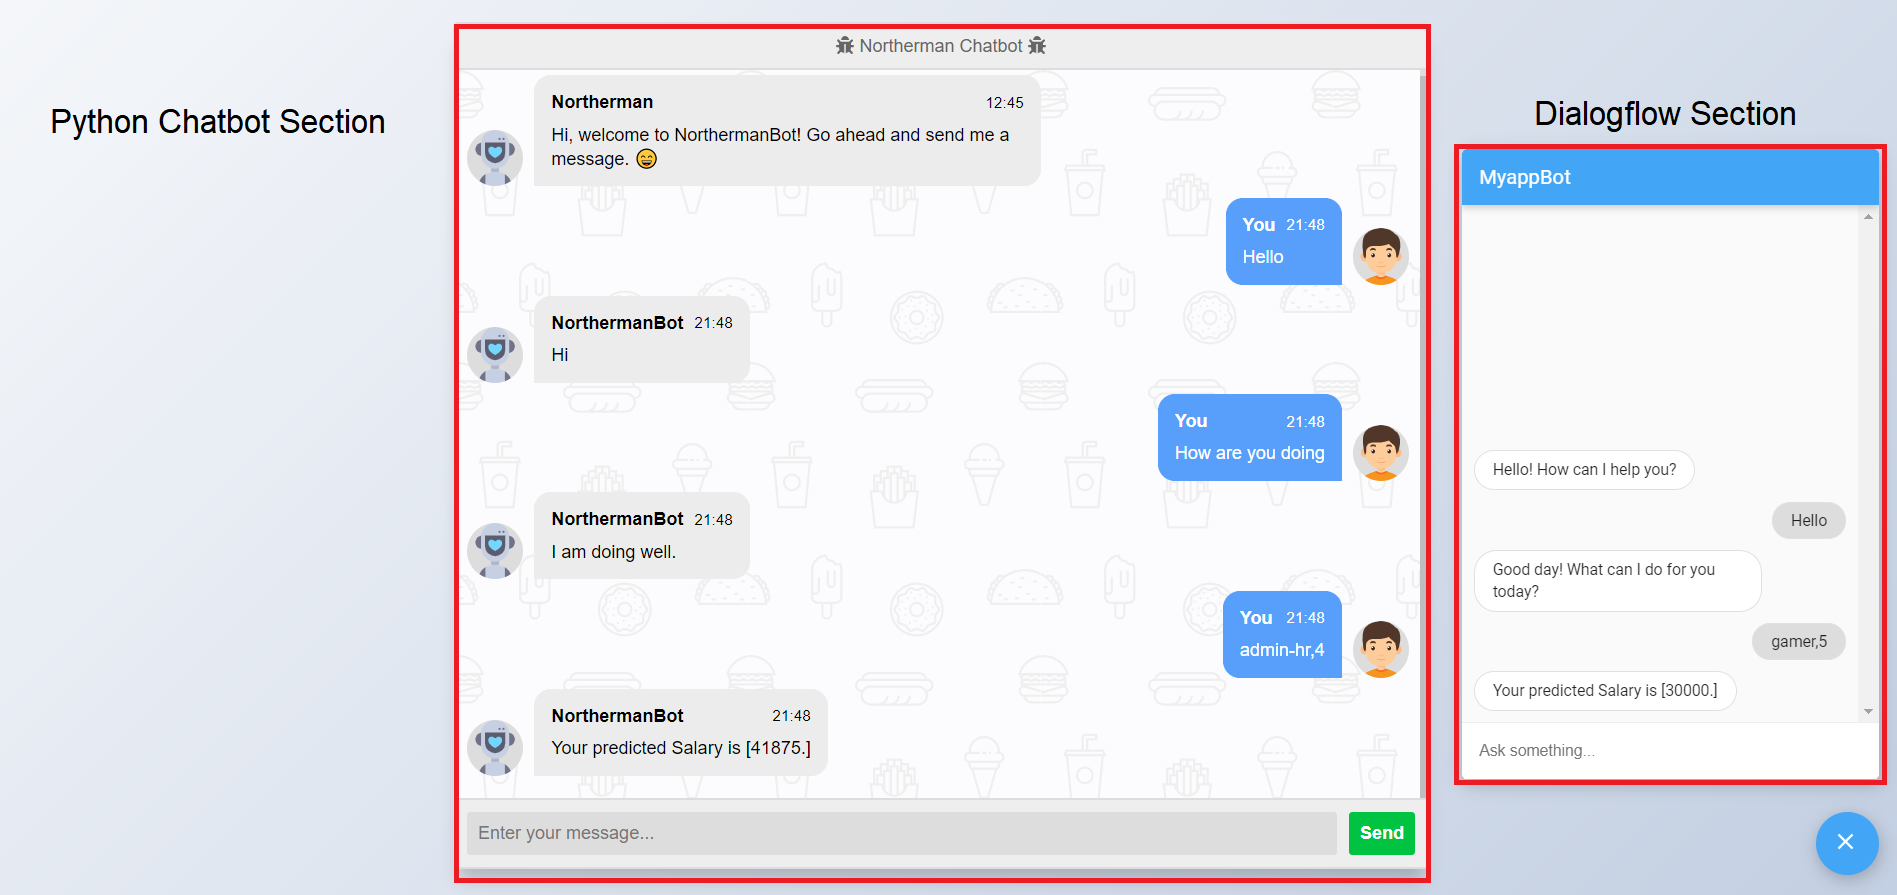 Python Chatbot Section
Northerman Chatbot
Northerman 12:45
Hi, welcome to NorthermanBot! Go ahead and send me a
message. 😄
You 21:48
Hello
NorthermanBot 21:48
Hi
You 21:48
How are you doing
NorthermanBot 21:48
I am doing well.
You 21:48
admin-hr,4
NorthermanBot 21:48
Your predicted Salary is [41875.]
Enter your message...
Send
Dialogflow Section
MyappBot
Hello! How can I help you?
Hello
Good day! What can I do for you
today?
gamer,5
Your predicted Salary is [30000.]
Ask something...